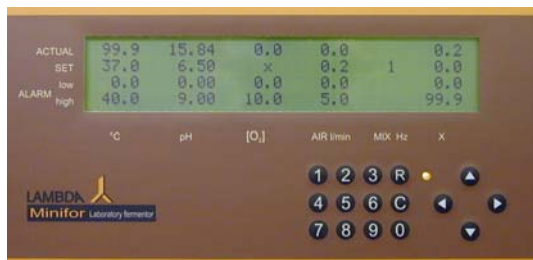 ACTUAL 99.9 15.84 0.0 0.0 0.2
SET 37.0 6.50 × 0.2 1 0.0
ALARM low 0.0 0.00 0.0 0.0 0.0
high 40.0 9.00 10.0 5.0 99.9
°C pH [O₂] AIR l/min MIX Hz X
1 2 3 R
LAMBDA 4 5 6 C
Minifor Laboratory fermentor
7 8 9 0